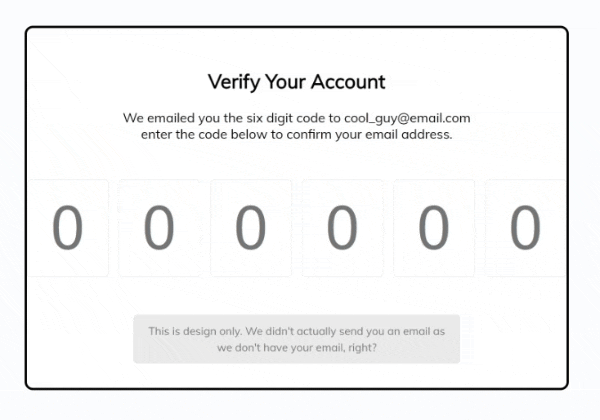 Verify Your Account
We emailed you the six digit code to cool_guy@email.com
enter the code below to confirm your email address.
0 0 0 0 0 0
This is design only. We didn't actually send you an email as
we don't have your email, right?